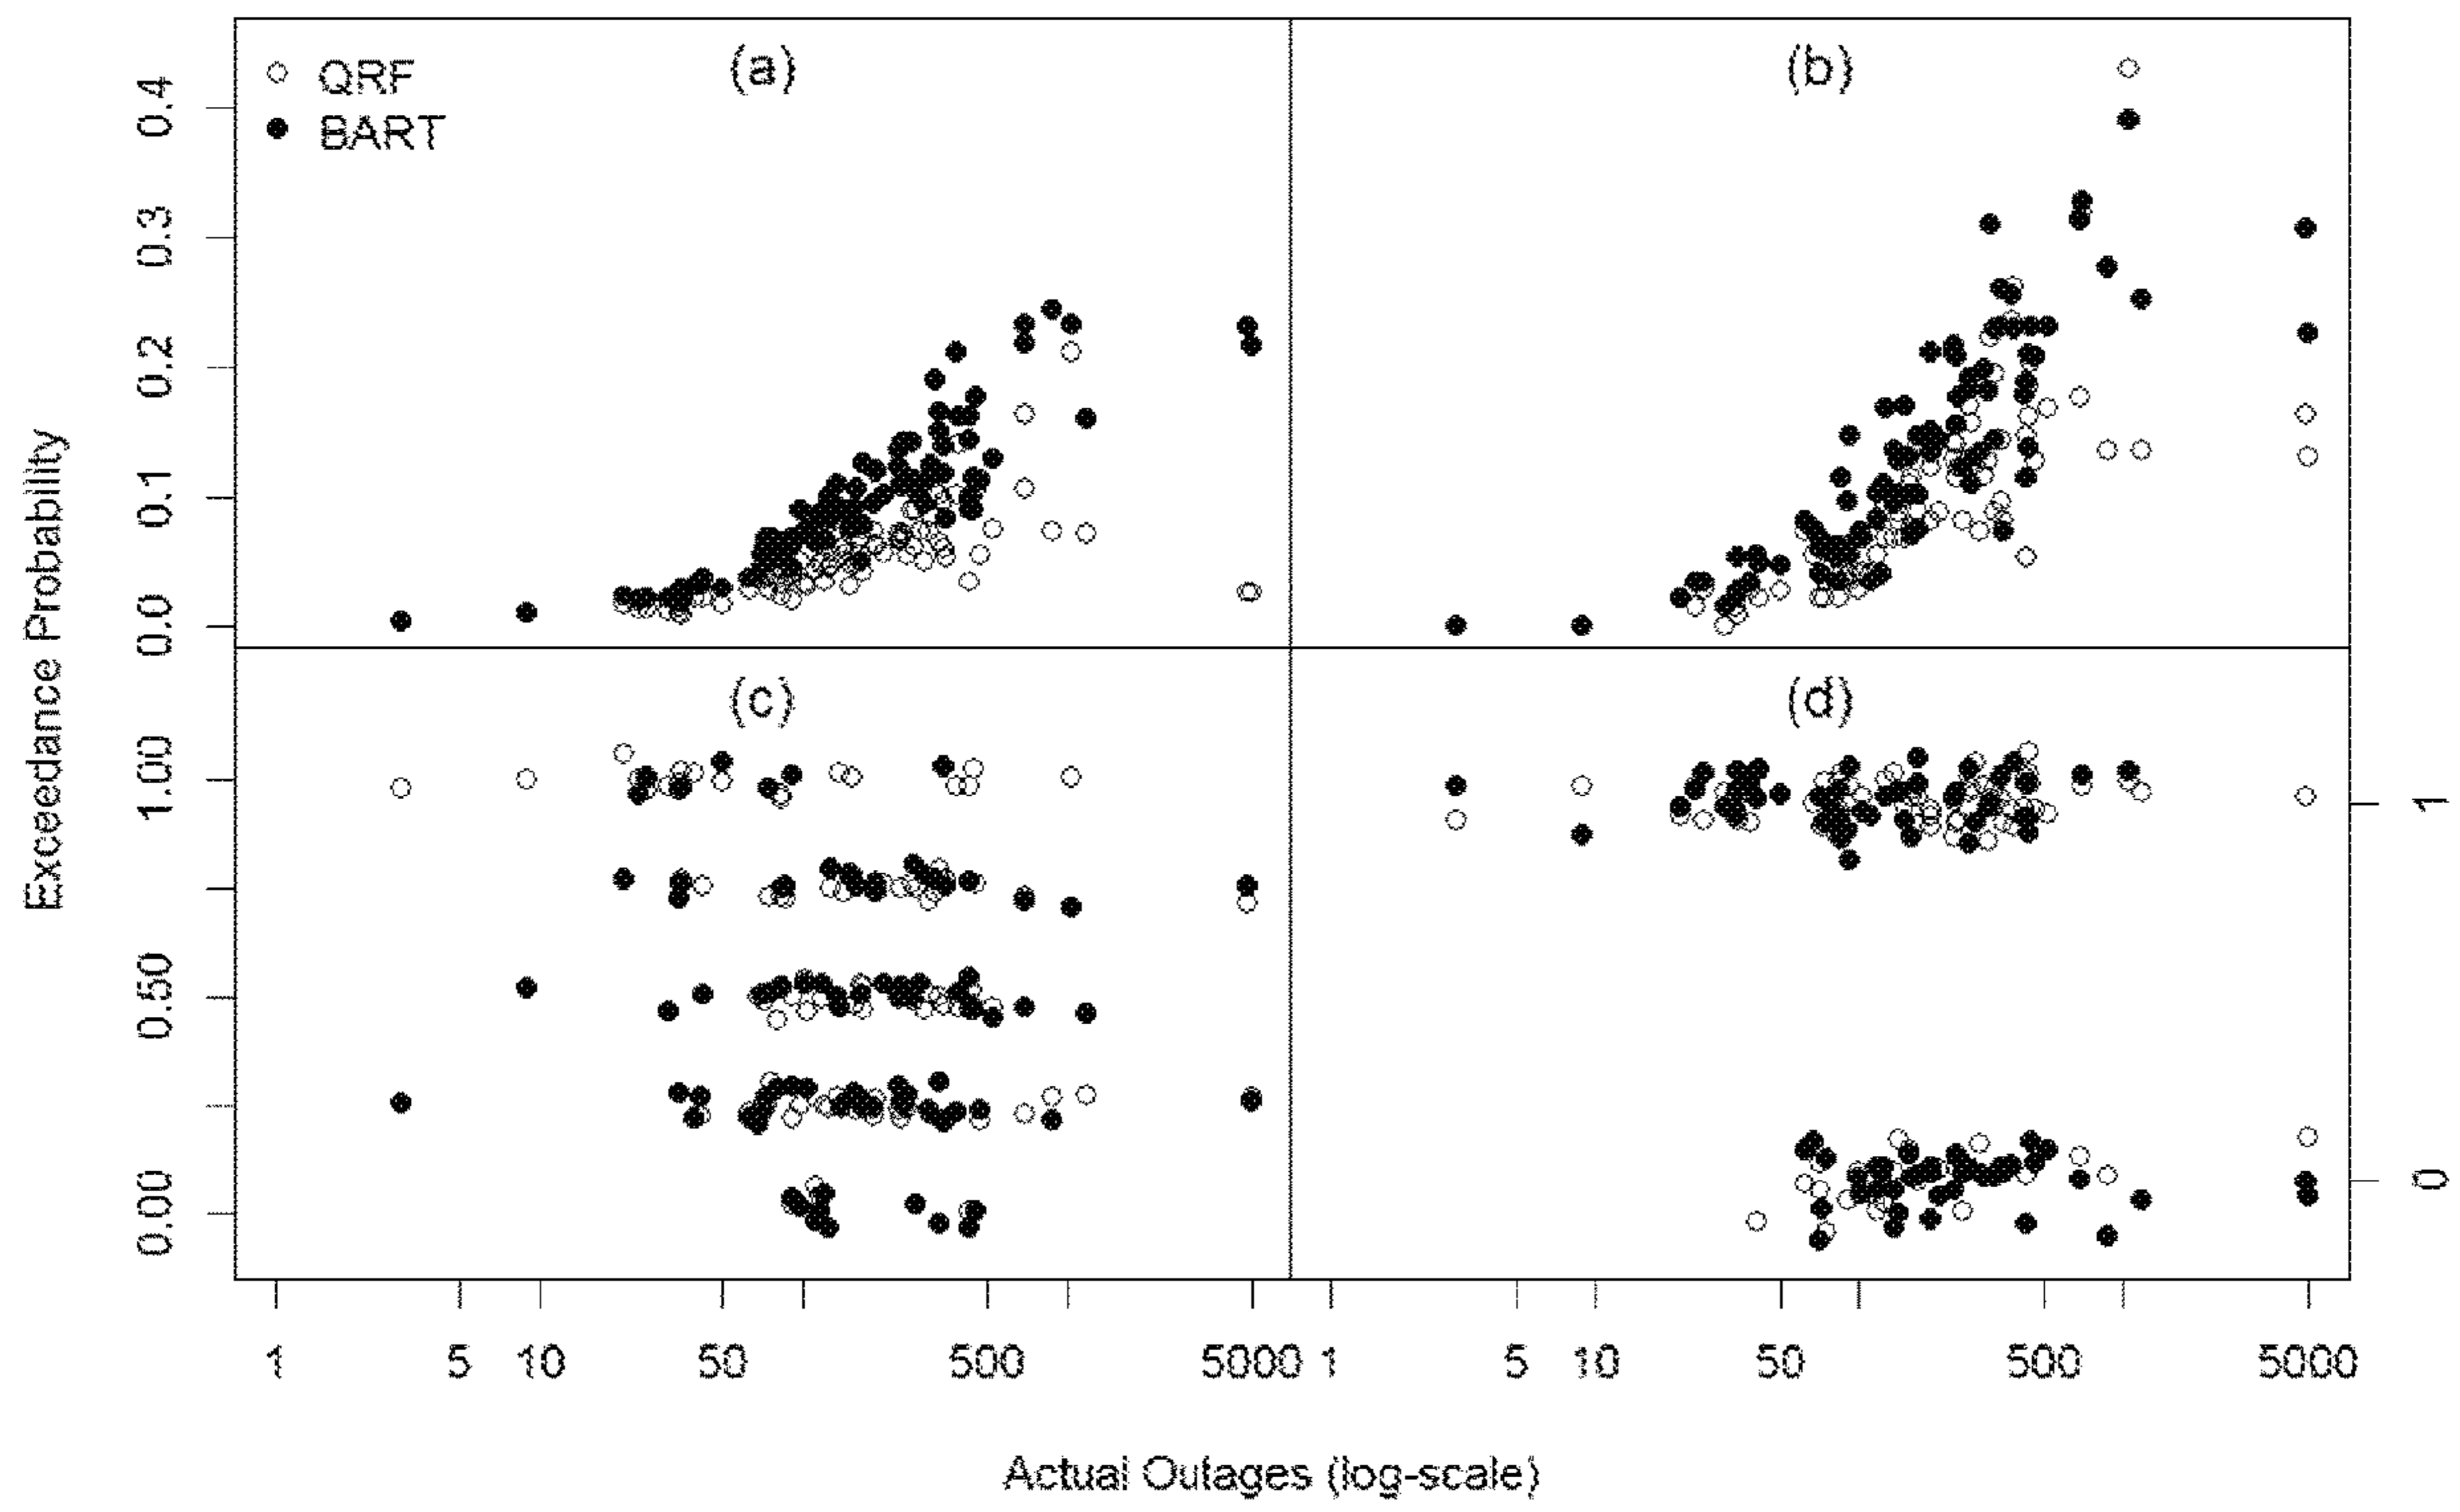 (a)
(b)
QRF
BART
0.4
0.3
0.2
0.1
0.0
Exceedance Probability
(c)
(d)
1.00
0.50
0.00
1
0
1 5 10 50 500 5000 1 5 10 50 500 5000
Actual Outages (log-scale)